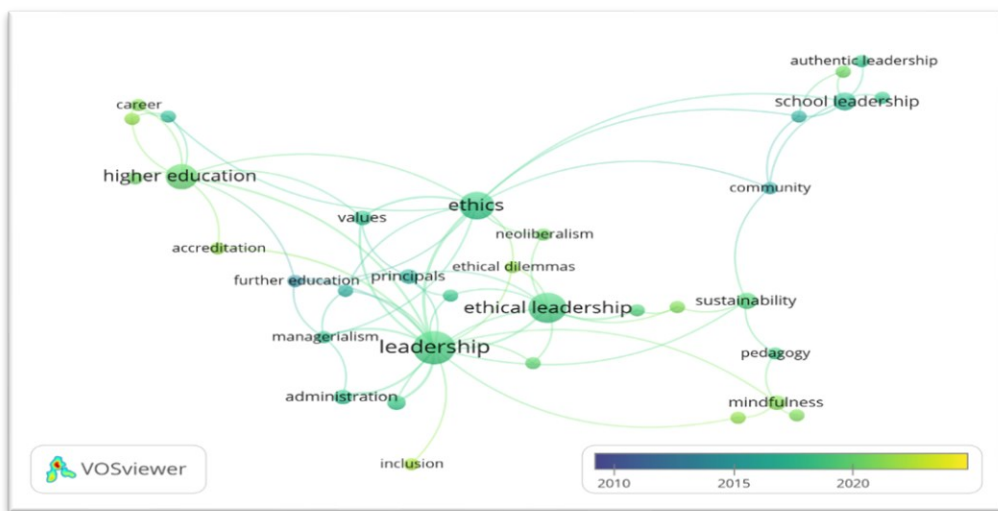 authentic leadership
career
school leadership
higher education
community
ethics
values
neoliberalism
accreditation
ethical dilemmas
further education
principals
sustainability
ethical leadership
managerialism
leadership
pedagogy
administration
mindfulness
inclusion
VOSviewer
2010
2015
2020